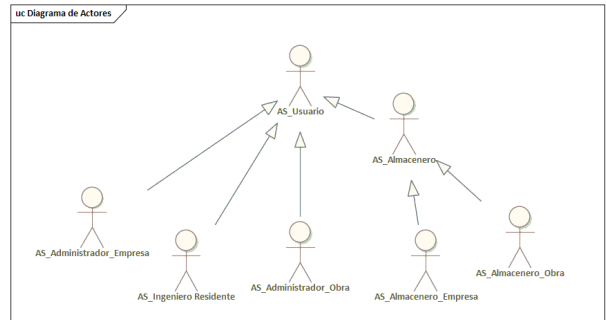 uc Diagrama de Actores
AS_Usuario
AS_Almacenero
AS_Administrador_Empresa
AS_Ingeniero Residente
AS_Administrador_Obra
AS_Almacenero_Empresa
AS_Almacenero_Obra